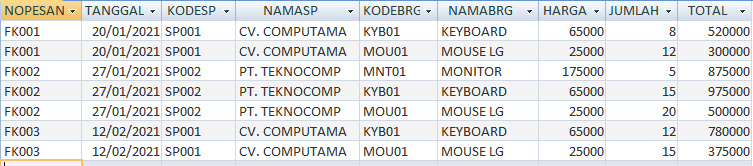 NOPESAN TANGGAL KODESP NAMASP KODEBRG NAMABRG HARGA JUMLAH TOTAL
FK001 20/01/2021 SP001 CV. COMPUTAMA KYB01 KEYBOARD 65000 8 520000
FK001 20/01/2021 SP001 CV. COMPUTAMA MOU01 MOUSE LG 25000 12 300000
FK002 27/01/2021 SP002 PT. TEKNOCOMP MNT01 MONITOR 175000 5 875000
FK002 27/01/2021 SP002 PT. TEKNOCOMP KYB01 KEYBOARD 65000 15 975000
FK002 27/01/2021 SP002 PT. TEKNOCOMP MOU01 MOUSE LG 25000 20 500000
FK003 12/02/2021 SP001 CV. COMPUTAMA KYB01 KEYBOARD 65000 12 780000
FK003 12/02/2021 SP001 CV. COMPUTAMA MOU01 MOUSE LG 25000 15 375000